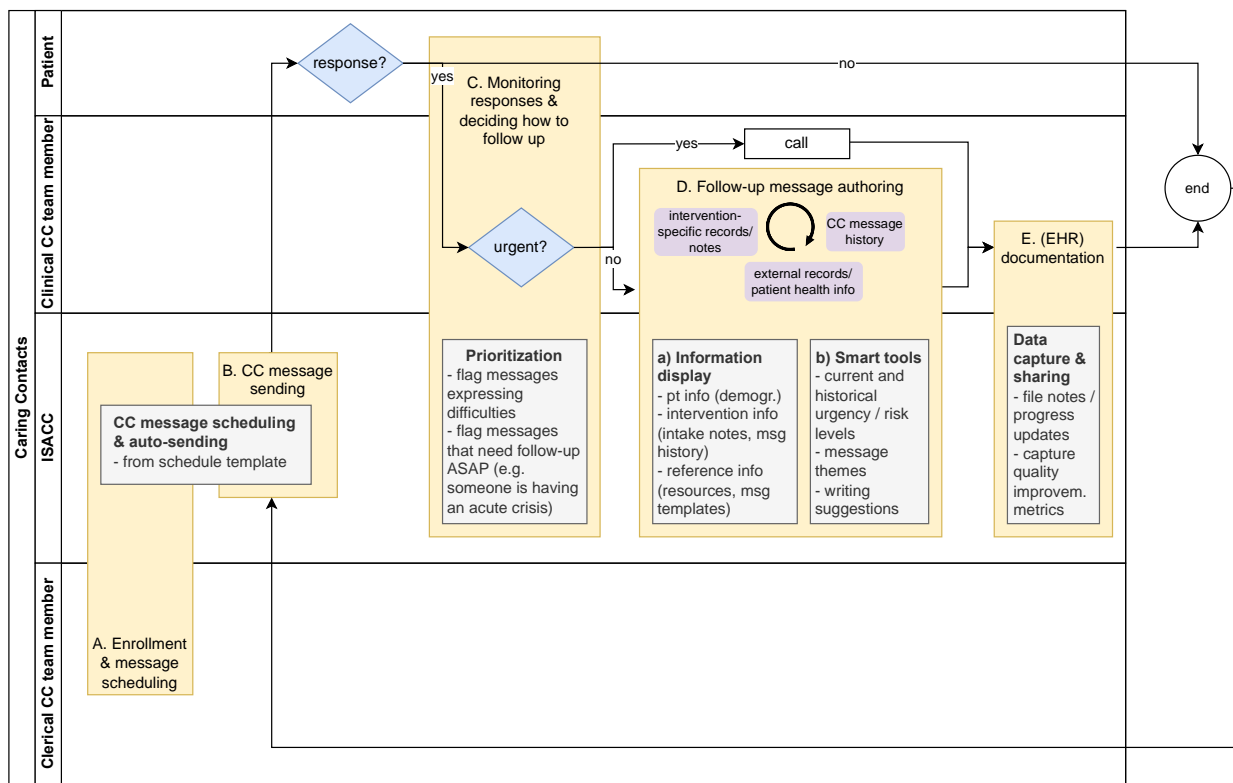 Caring Contacts
Patient
Clinical CC team member
ISACC
Clerical CC team member
response?
yes
no
C. Monitoring
responses &
deciding how to
follow up
urgent?
yes
no
call
D. Follow-up message authoring
intervention-
specific records/
notes
CC message
history
external records/
patient health info
E. (EHR)
documentation
end
B. CC message
sending
CC message scheduling
& auto-sending
- from schedule template
A. Enrollment
& message
scheduling
Prioritization
- flag messages
expressing
difficulties
- flag messages
that need follow-up
ASAP (e.g.
someone is having
an acute crisis)
a) Information
display
- pt info (demogr.)
- intervention info
(intake notes, msg
history)
- reference info
(resources, msg
templates)
b) Smart tools
- current and
historical
urgency / risk
levels
- message
themes
- writing
suggestions
Data
capture &
sharing
- file notes /
progress
updates
- capture
quality
improvem.
metrics